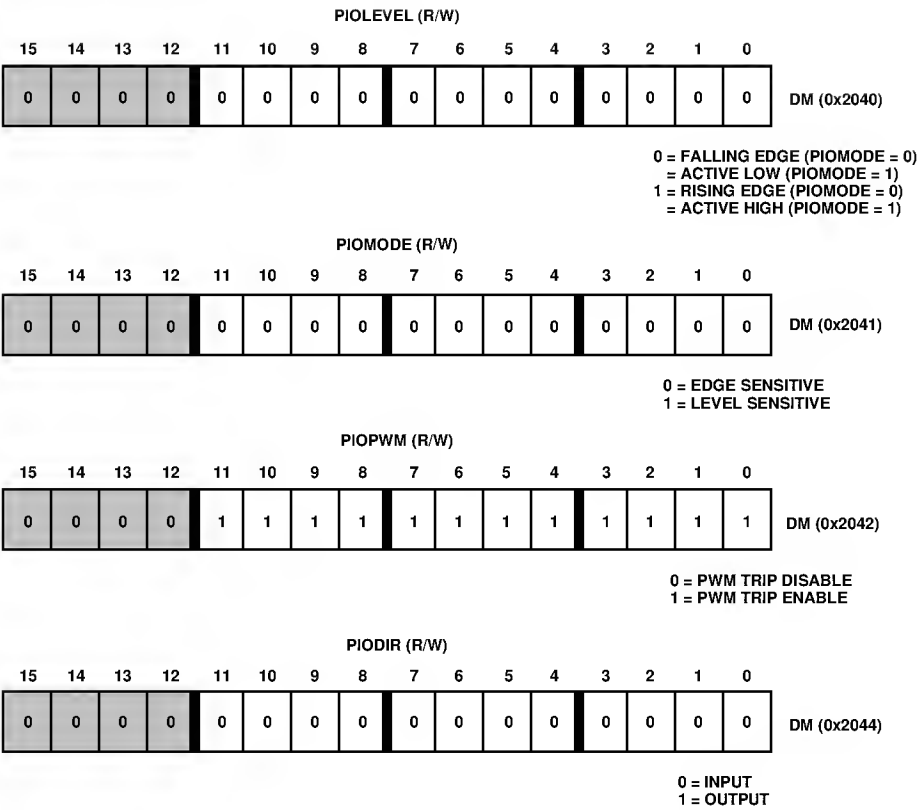 PIOLEVEL (R/W)
15 14 13 12 11 10 9 8 7 6 5 4 3 2 1 0
0 0 0 0 0 0 0 0 0 0 0 0 0 0 0 0 DM (0x2040)
0 = FALLING EDGE (PIOMODE = 0)
= ACTIVE LOW (PIOMODE = 1)
1 = RISING EDGE (PIOMODE = 0)
= ACTIVE HIGH (PIOMODE = 1)
PIOMODE (R/W)
15 14 13 12 11 10 9 8 7 6 5 4 3 2 1 0
0 0 0 0 0 0 0 0 0 0 0 0 0 0 0 0 DM (0x2041)
0 = EDGE SENSITIVE
1 = LEVEL SENSITIVE
PIOPWM (R/W)
15 14 13 12 11 10 9 8 7 6 5 4 3 2 1 0
0 0 0 0 1 1 1 1 1 1 1 1 1 1 1 1 DM (0x2042)
0 = PWM TRIP DISABLE
1 = PWM TRIP ENABLE
PIODIR (R/W)
15 14 13 12 11 10 9 8 7 6 5 4 3 2 1 0
0 0 0 0 0 0 0 0 0 0 0 0 0 0 0 0 DM (0x2044)
0 = INPUT
1 = OUTPUT